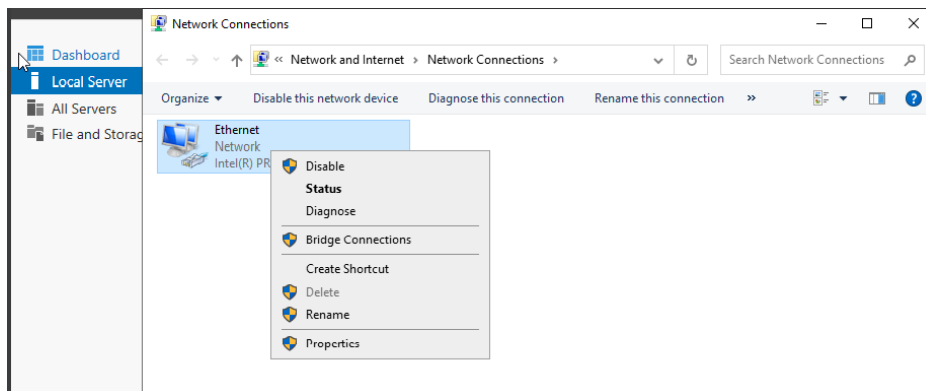 Network Connections
Dashboard
Local Server
All Servers
File and Storag
« Network and Internet › Network Connections ›
Search Network Connections
Organize
Disable this network device
Diagnose this connection
Rename this connection
»
Ethernet
Network
Intel(R) PR
Disable
Status
Diagnose
Bridge Connections
Create Shortcut
Delete
Rename
Properties